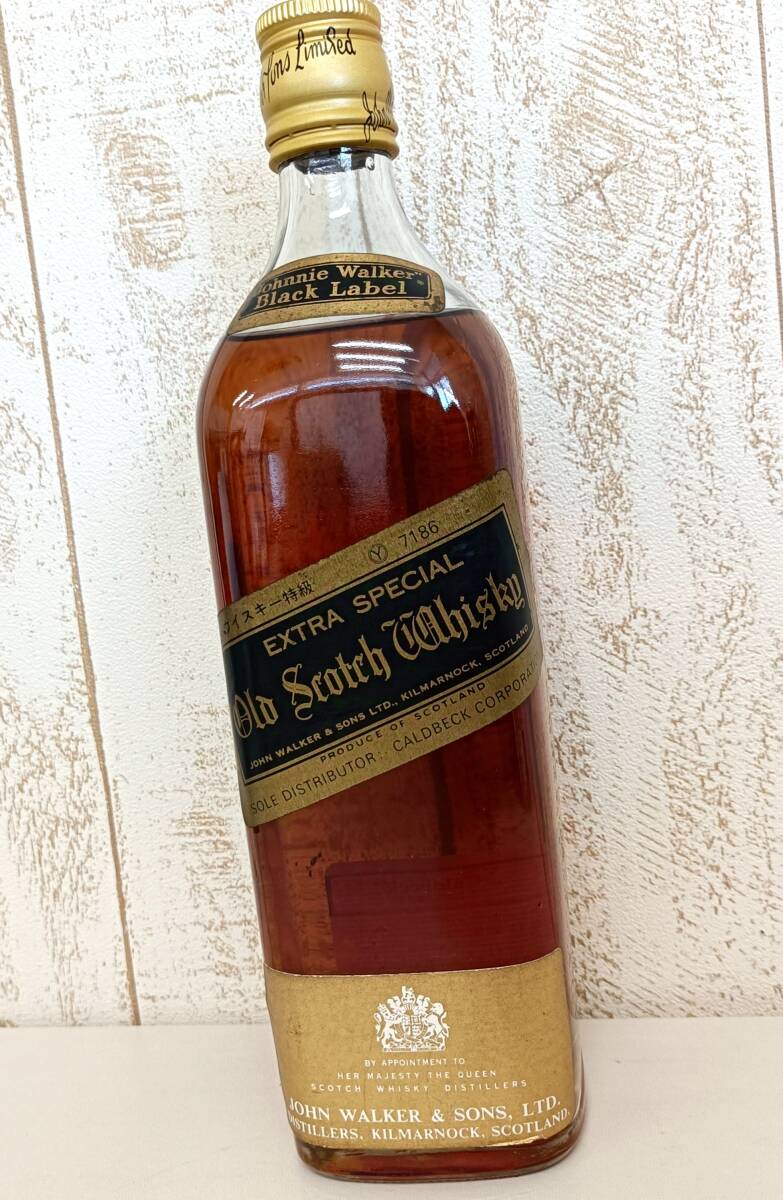 Sons Limited
Johnnie Walker"
Black Label
ウイスキー特級 Ⓨ 7186
EXTRA SPECIAL
Old Scotch Whisky
JOHN WALKER & SONS LTD., KILMARNOCK, SCOTLAND
PRODUCE OF SCOTLAND
SOLE DISTRIBUTOR: CALDBECK CORPORAT
BY APPOINTMENT TO
HER MAJESTY THE QUEEN
SCOTCH WHISKY DISTILLERS
JOHN WALKER & SONS, LTD.
DISTILLERS, KILMARNOCK, SCOTLAND.